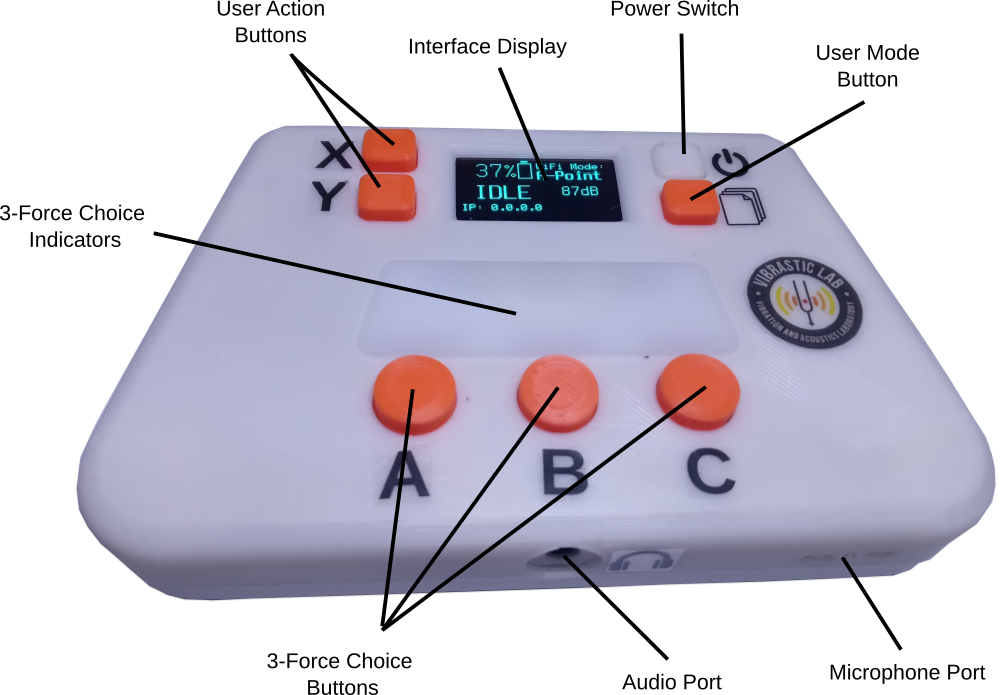 User Action
Buttons
Interface Display
Power Switch
User Mode
Button
X
Y
37%
WiFi Mode:
A-Point
IDLE
87dB
IP: 0.0.0.0
3-Force Choice
Indicators
VIBRASTIC LAB
VIBRATION AND ACOUSTICS LABORATORY
A
B
C
3-Force Choice
Buttons
Audio Port
Microphone Port